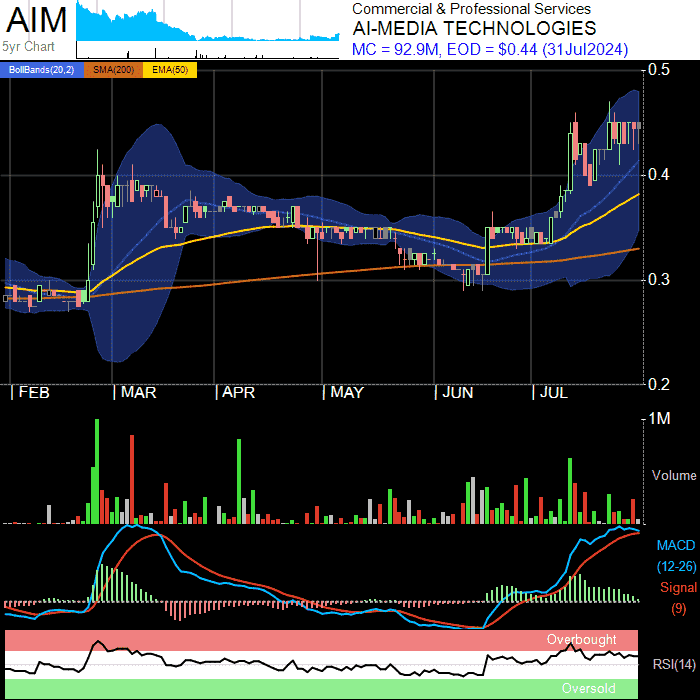 AIM
5yr Chart
Commercial & Professional Services
AI-MEDIA TECHNOLOGIES
MC = 92.9M, EOD = $0.44 (31Jul2024)
BollBands(20,2) SMA(200) EMA(50)
0.5
0.4
0.3
0.2
FEB MAR APR MAY JUN JUL
1M
Volume
MACD
(12-26)
Signal
(9)
Overbought
RSI(14)
Oversold